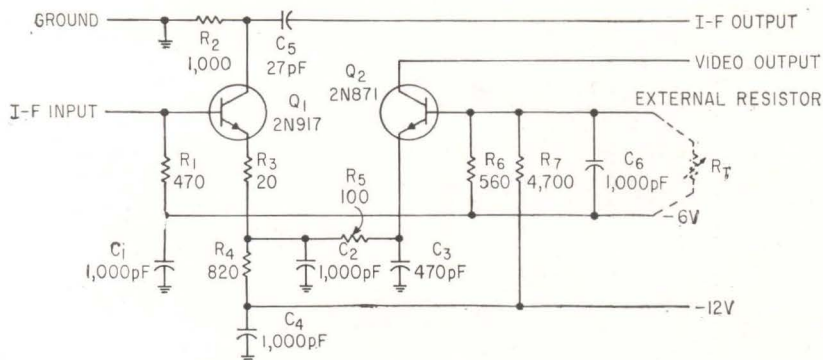 GROUND
R2
1,000
C5
27pF
I-F OUTPUT
VIDEO OUTPUT
Q2
2N871
EXTERNAL RESISTOR
I-F INPUT
Q1
2N917
R1
470
R3
20
R5
100
R6
560
R7
4,700
C6
1,000pF
RT
-6V
C1
1,000pF
R4
820
C2
1,000pF
C3
470pF
-12V
C4
1,000pF